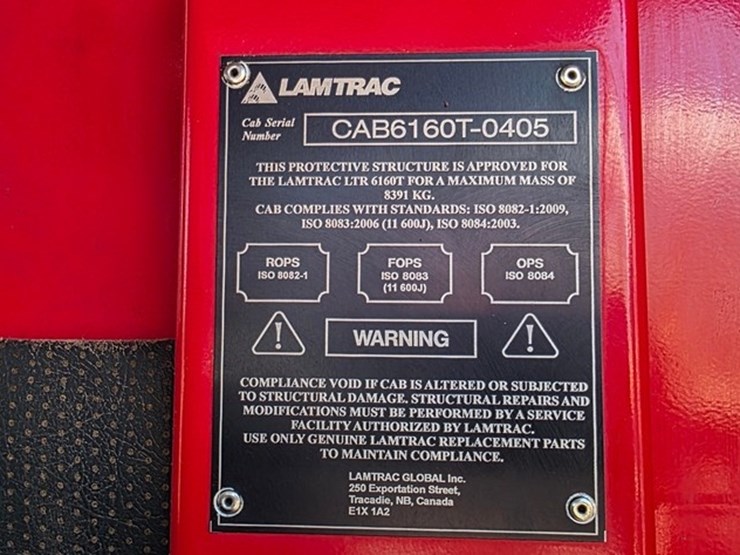 LAMTRAC
Cab Serial
Number
CAB6160T-0405
THIS PROTECTIVE STRUCTURE IS APPROVED FOR
THE LAMTRAC LTR 6160T FOR A MAXIMUM MASS OF
8391 KG.
CAB COMPLIES WITH STANDARDS: ISO 8082-1:2009,
ISO 8083:2006 (11 600J), ISO 8084:2003.
ROPS
ISO 8082-1
FOPS
ISO 8083
(11 600J)
OPS
ISO 8084
WARNING
COMPLIANCE VOID IF CAB IS ALTERED OR SUBJECTED
TO STRUCTURAL DAMAGE. STRUCTURAL REPAIRS AND
MODIFICATIONS MUST BE PERFORMED BY A SERVICE
FACILITY AUTHORIZED BY LAMTRAC.
USE ONLY GENUINE LAMTRAC REPLACEMENT PARTS
TO MAINTAIN COMPLIANCE.
LAMTRAC GLOBAL Inc.
250 Exportation Street,
Tracadie, NB, Canada
E1X 1A2